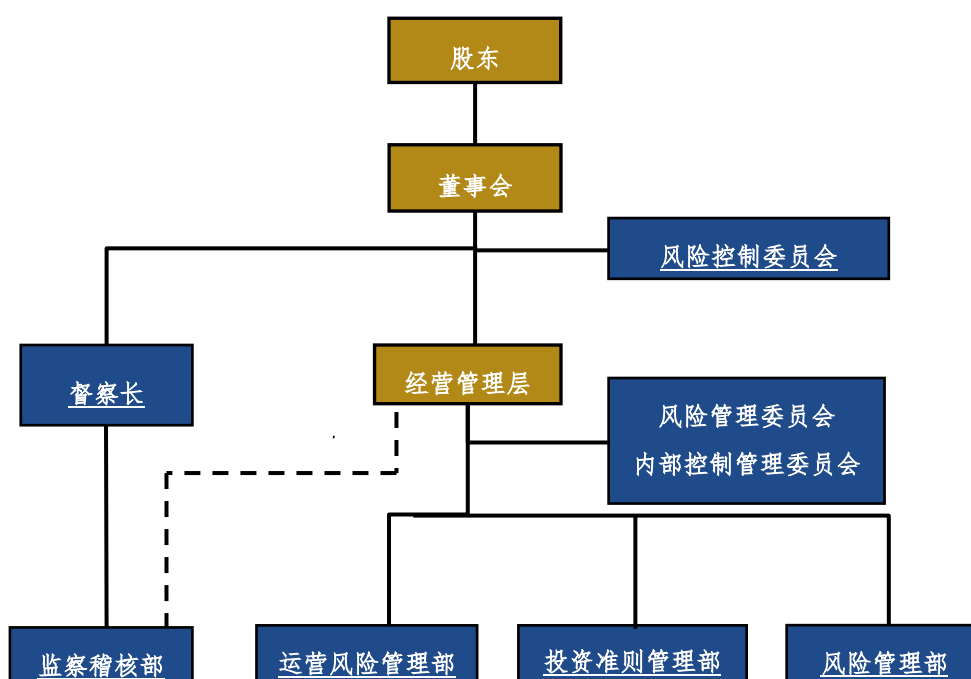 股东
董事会
风险控制委员会
督察长
经营管理层
风险管理委员会
内部控制管理委员会
监察稽核部
运营风险管理部
投资准则管理部
风险管理部